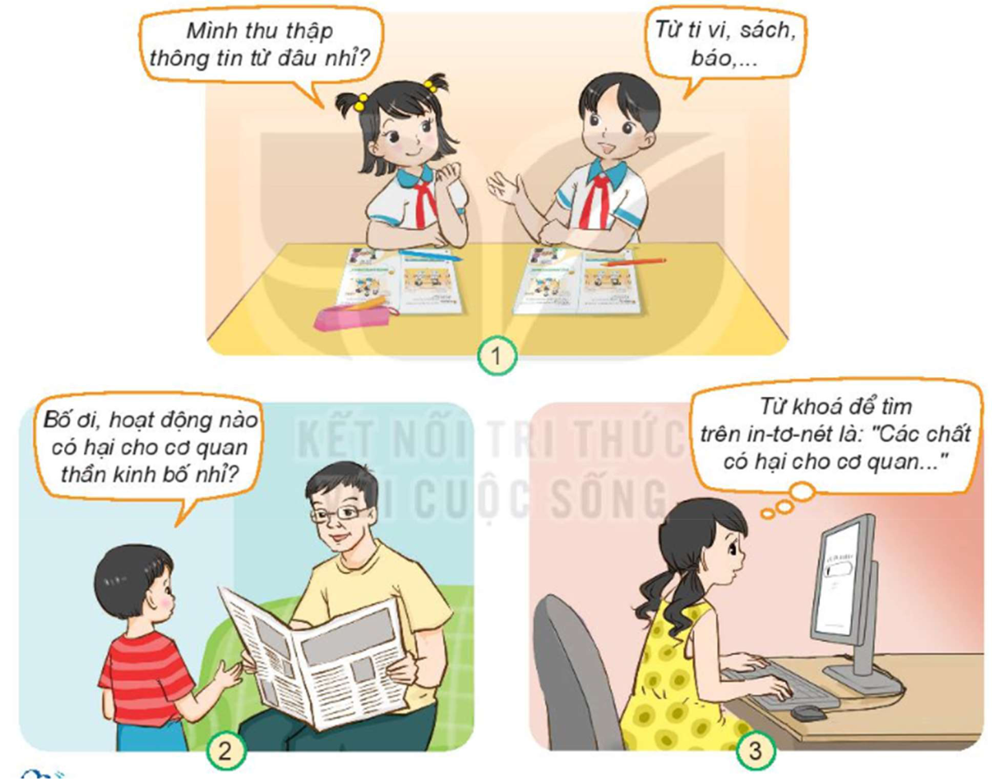 Mình thu thập
thông tin từ đâu nhỉ?
Từ ti vi, sách,
báo,...
1
Bố ơi, hoạt động nào
có hại cho cơ quan
thần kinh bố nhỉ?
Từ khoá để tìm
trên in-tơ-nét là: "Các chất
có hại cho cơ quan..."
KẾT NỐI TRI THỨC
CUỘC SỐNG
2
3